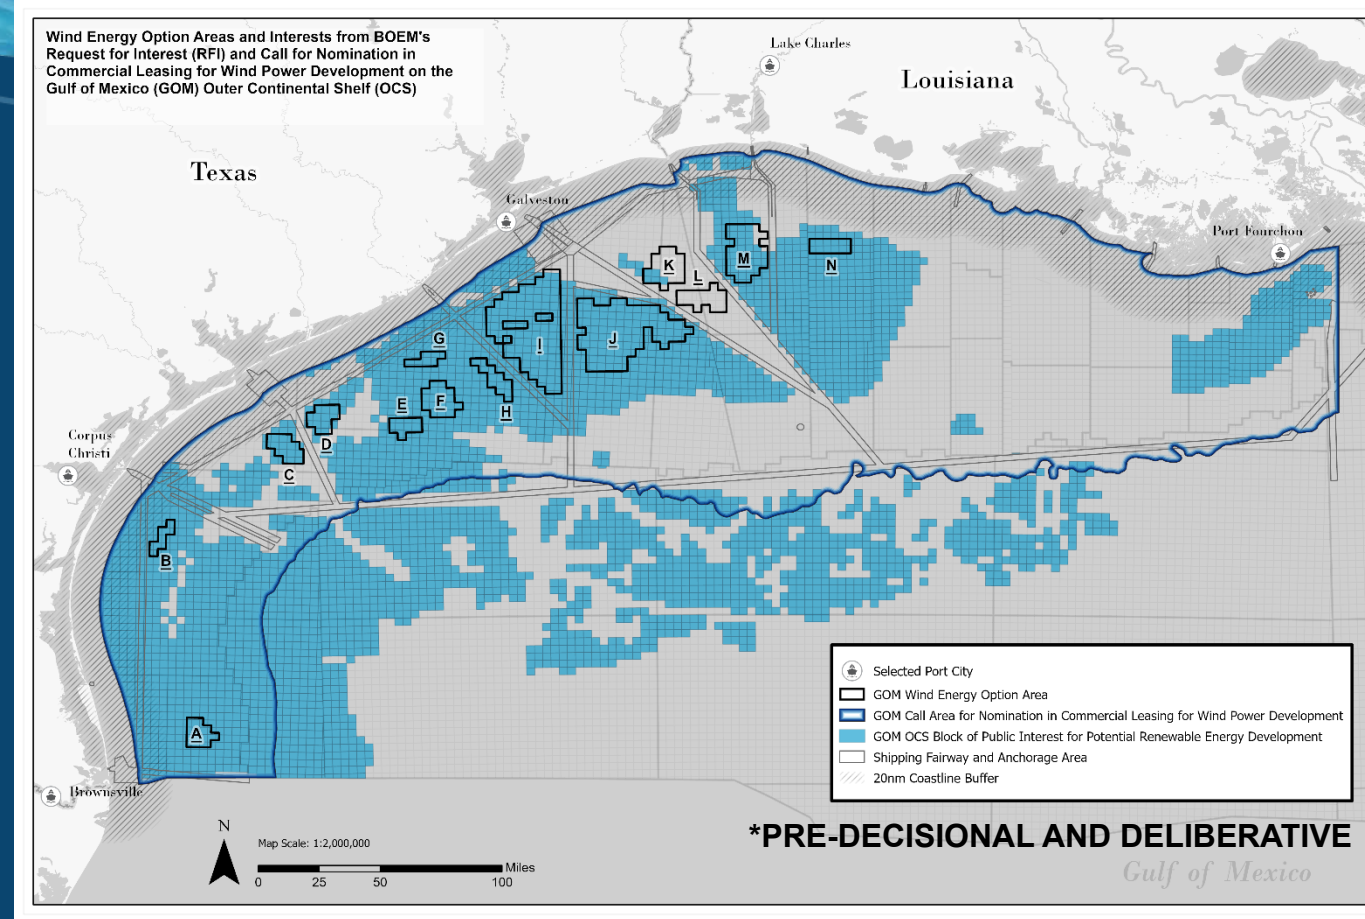 Wind Energy Option Areas and Interests from BOEM's
Request for Interest (RFI) and Call for Nomination in
Commercial Leasing for Wind Power Development on the
Gulf of Mexico (GOM) Outer Continental Shelf (OCS)
Lake Charles
Louisiana
Texas
Galveston
Port Fourchon
K
M
N
L
G
I
J
E
F
H
D
Corpus
Christi
C
B
A
Brownsville
Selected Port City
GOM Wind Energy Option Area
GOM Call Area for Nomination in Commercial Leasing for Wind Power Development
GOM OCS Block of Public Interest for Potential Renewable Energy Development
Shipping Fairway and Anchorage Area
20nm Coastline Buffer
*PRE-DECISIONAL AND DELIBERATIVE
Gulf of Mexico
N
Map Scale: 1:2,000,000
Miles
0 25 50 100